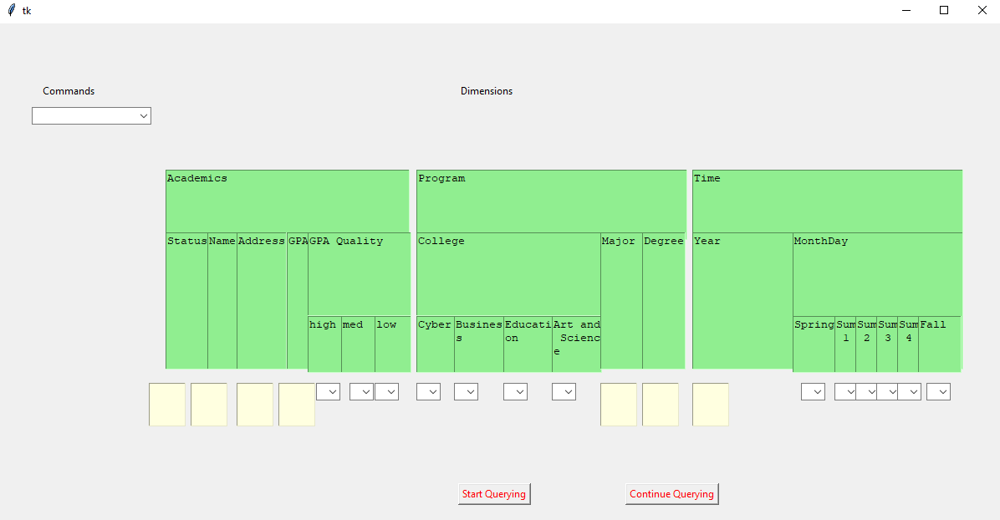 tk
Commands
Dimensions
Academics
Program
Time
Status
Name
Address
GPA
GPA Quality
College
Major
Degree
Year
MonthDay
high
med
low
Cyber
Busines
s
Educati
on
Art and
Scienc
e
Spring
Sum
1
Sum
2
Sum
3
Sum
4
Fall
Start Querying
Continue Querying